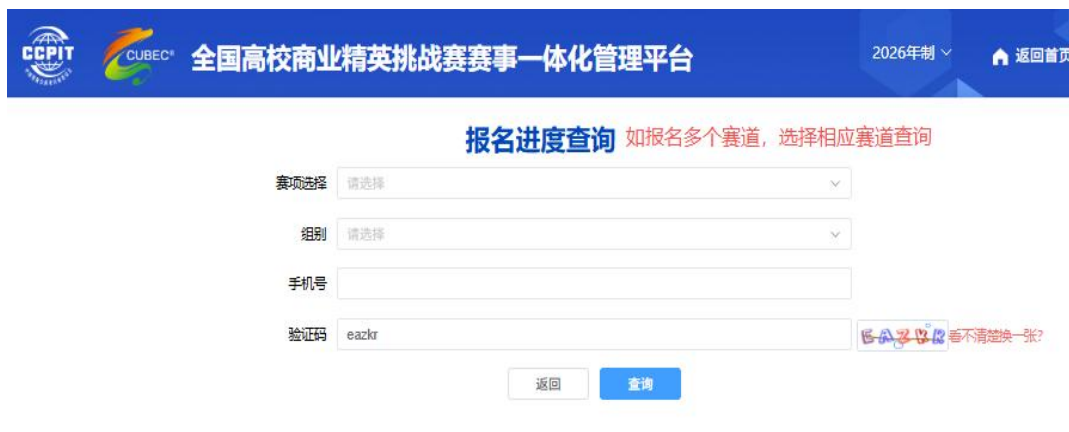 CCPIT
CUBEC®
全国高校商业精英挑战赛赛事一体化管理平台
2026年制
返回首页
报名进度查询 如报名多个赛道，选择相应赛道查询
赛项选择 请选择
组别 请选择
手机号
验证码 eazkr EAZKR 看不清楚换一张?
返回 查询